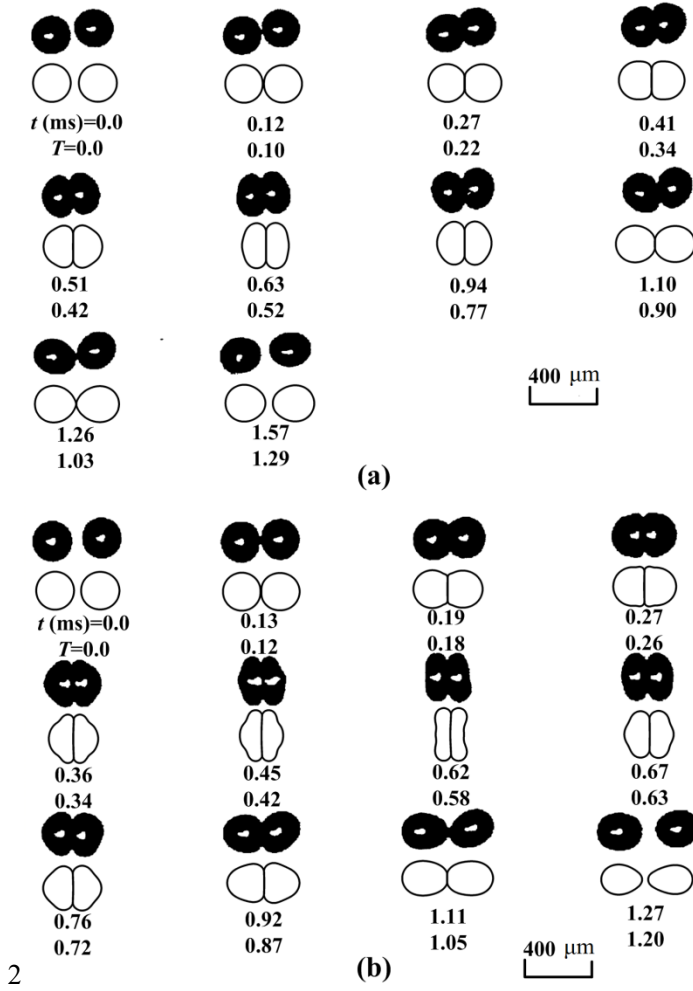 t (ms)=0.0 0.12 0.27 0.41
T=0.0 0.10 0.22 0.34
0.51 0.63 0.94 1.10
0.42 0.52 0.77 0.90
1.26 1.57 400 μm
1.03 1.29
(a)
t (ms)=0.0 0.13 0.19 0.27
T=0.0 0.12 0.18 0.26
0.36 0.45 0.62 0.67
0.34 0.42 0.58 0.63
0.76 0.92 1.11 1.27
0.72 0.87 1.05 1.20
2 (b) 400 μm